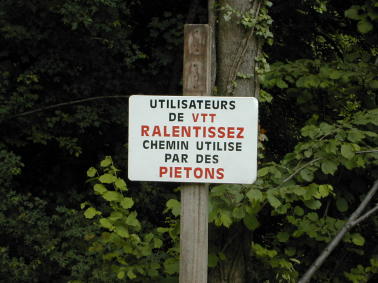 UTILISATEURS
DE VTT
RALENTISSEZ
CHEMIN UTILISE
PAR DES
PIETONS